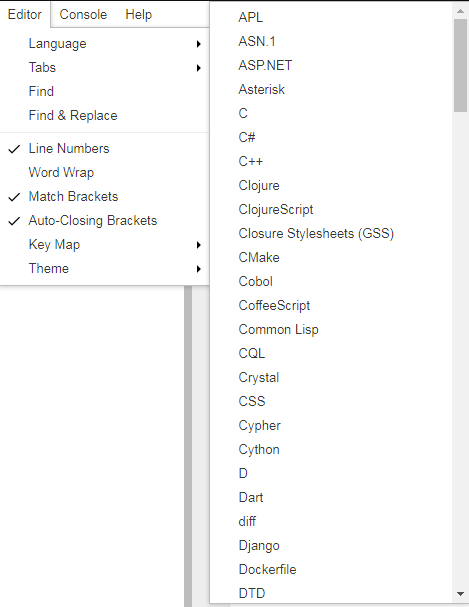 Editor Console Help
Language
Tabs
Find
Find & Replace
Line Numbers
Word Wrap
Match Brackets
Auto-Closing Brackets
Key Map
Theme
APL
ASN.1
ASP.NET
Asterisk
C
C#
C++
Clojure
ClojureScript
Closure Stylesheets (GSS)
CMake
Cobol
CoffeeScript
Common Lisp
CQL
Crystal
CSS
Cypher
Cython
D
Dart
diff
Django
Dockerfile
DTD